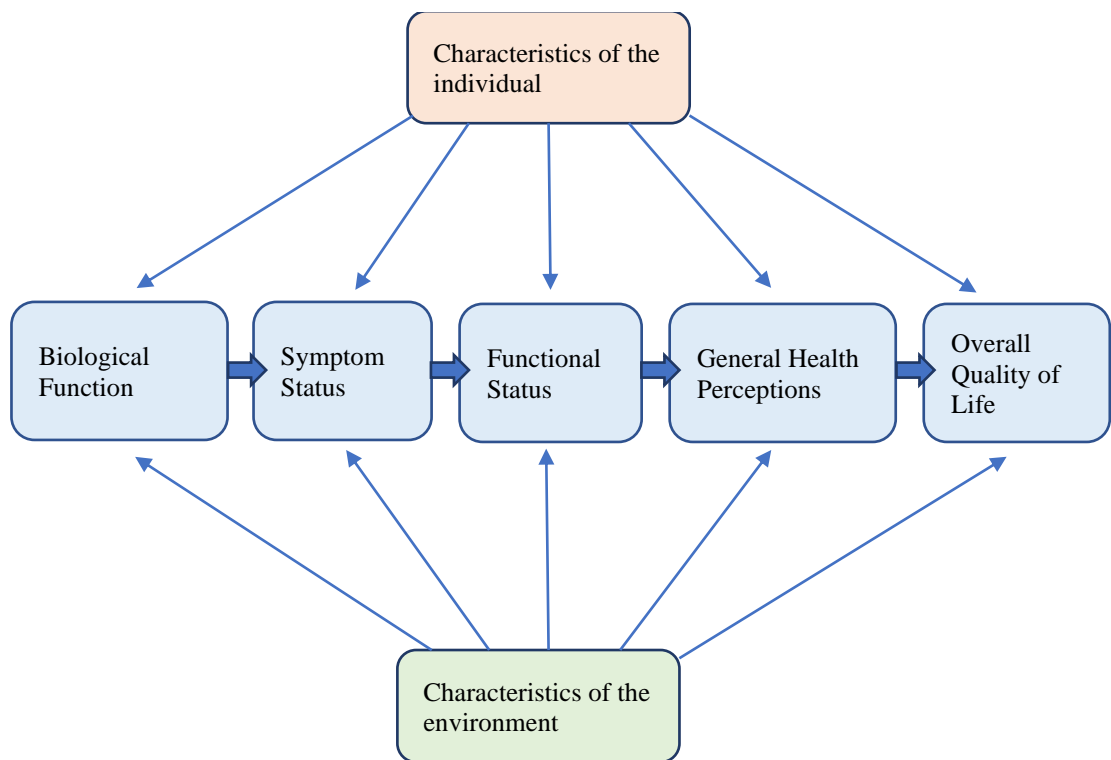 Characteristics of the
individual
Biological
Function
Symptom
Status
Functional
Status
General Health
Perceptions
Overall
Quality of
Life
Characteristics of the
environment